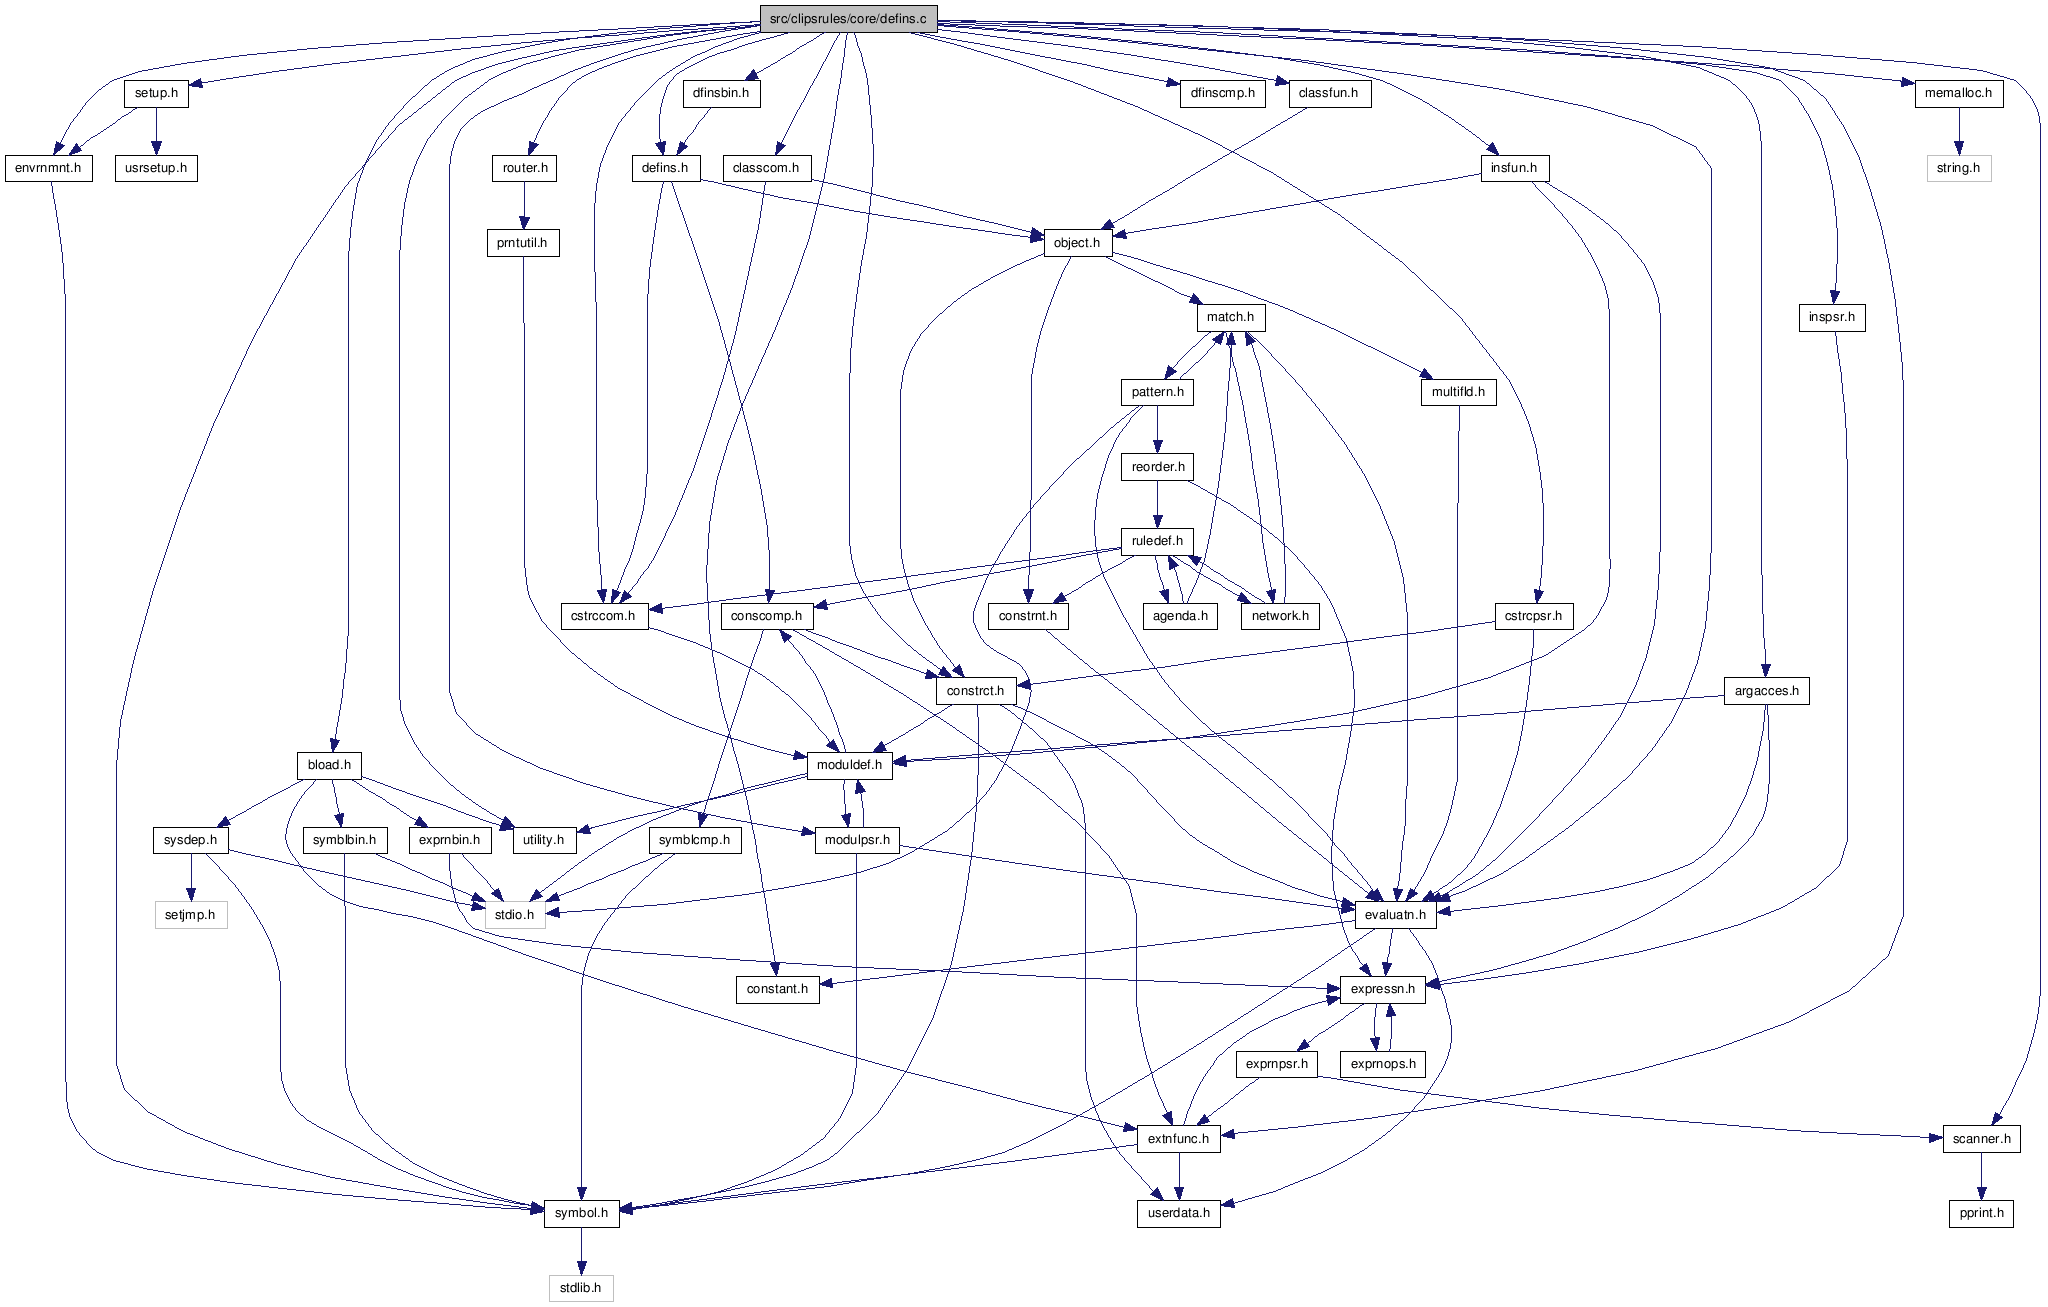 src/clipsrules/core/defins.c
setup.h
dfinsbin.h
dfinscmp.h
classfun.h
memalloc.h
envrnmnt.h
usrsetup.h
router.h
defins.h
classcom.h
insfun.h
string.h
prntutil.h
object.h
match.h
inspsr.h
pattern.h
multifld.h
reorder.h
ruledef.h
cstrccom.h
conscomp.h
constrnt.h
agenda.h
network.h
cstrcpsr.h
constrct.h
argacces.h
bload.h
moduldef.h
sysdep.h
symblbin.h
exprnbin.h
utility.h
symblcmp.h
modulpsr.h
setjmp.h
stdio.h
evaluatn.h
constant.h
expressn.h
exprnpsr.h
exprnops.h
extnfunc.h
scanner.h
symbol.h
userdata.h
pprint.h
stdlib.h